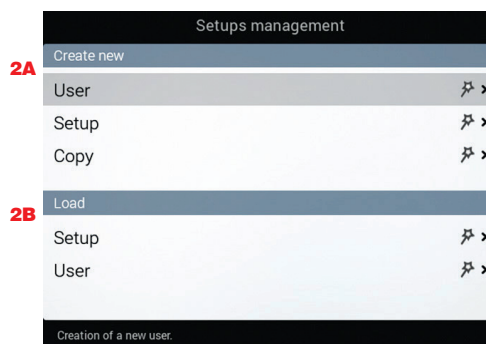 Setups management
2A
Create new
User
Setup
Copy
2B
Load
Setup
User
Creation of a new user.